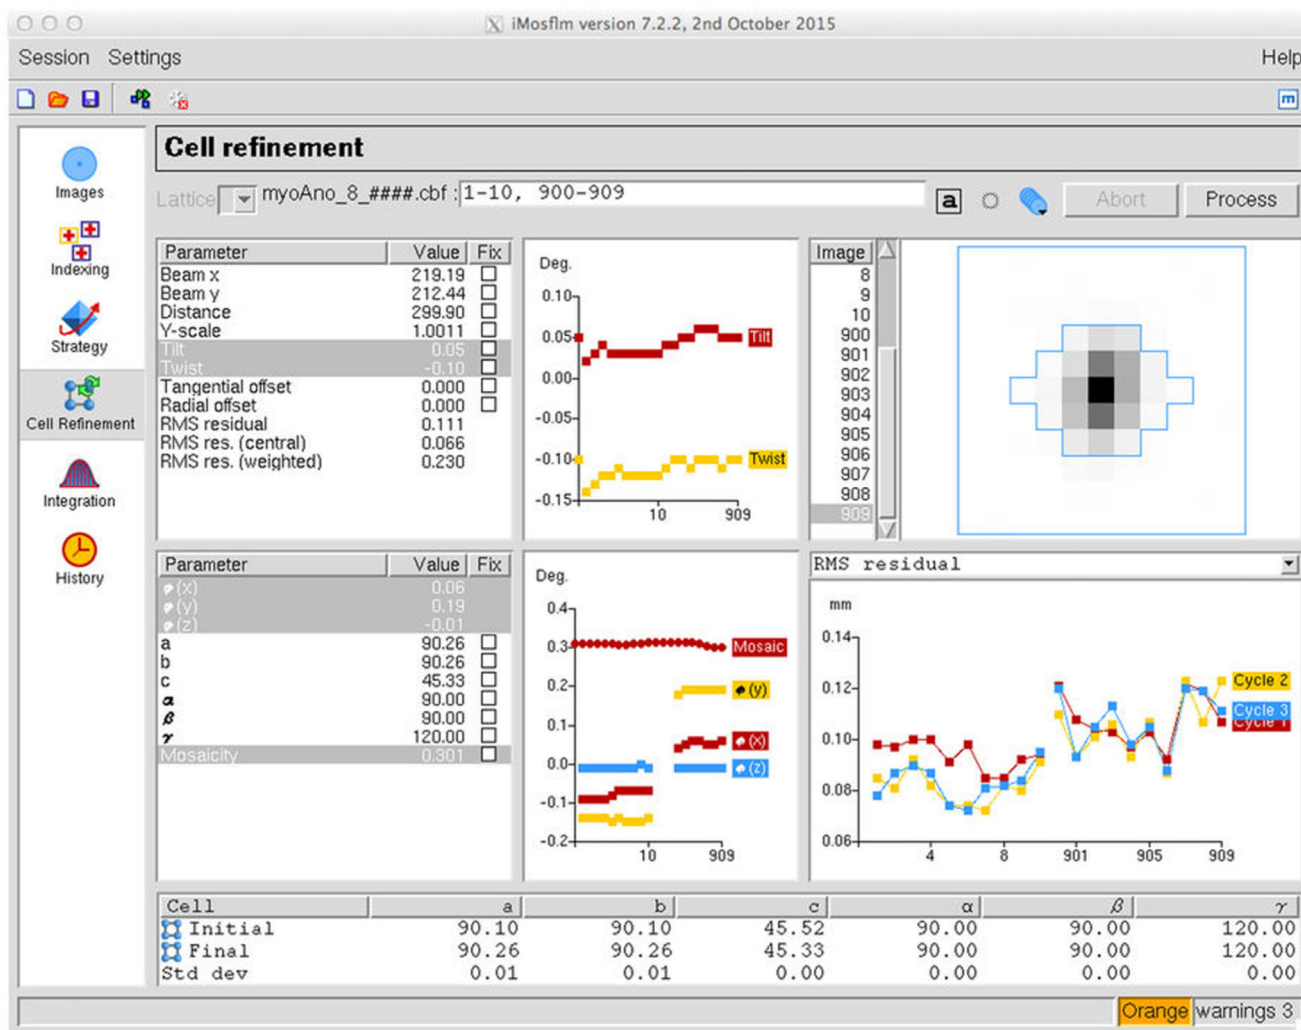 iMosflm version 7.2.2, 2nd October 2015
Session Settings Help
m
Cell refinement
Images
Indexing
Strategy
Cell Refinement
Integration
History
Lattice myoAno_8_####.cbf : 1-10, 900-909 a Abort Process
Parameter Value Fix
Beam x 219.19
Beam y 212.44
Distance 299.90
Y-scale 1.0011
Tilt 0.05
Twist -0.10
Tangential offset 0.000
Radial offset 0.000
RMS residual 0.111
RMS res. (central) 0.066
RMS res. (weighted) 0.230
Deg.
0.10
0.05
0.00
-0.05
-0.10
-0.15
10 909
Tilt
Twist
Image
8
9
10
900
901
902
903
904
905
906
907
908
909
Parameter Value Fix
φ(x) 0.06
φ(y) 0.19
φ(z) -0.01
a 90.26
b 90.26
c 45.33
α 90.00
β 90.00
γ 120.00
Mosaicity 0.301
Deg.
0.4
0.3
0.2
0.1
0.0
-0.1
-0.2
10 909
Mosaic
φ(y)
φ(x)
φ(z)
RMS residual
mm
0.14
0.12
0.10
0.08
0.06
4 8 901 905 909
Cycle 2
Cycle 3
Cycle 1
Cell a b c α β γ
Initial 90.10 90.10 45.52 90.00 90.00 120.00
Final 90.26 90.26 45.33 90.00 90.00 120.00
Std dev 0.01 0.01 0.00 0.00 0.00 0.00
Orange warnings 3